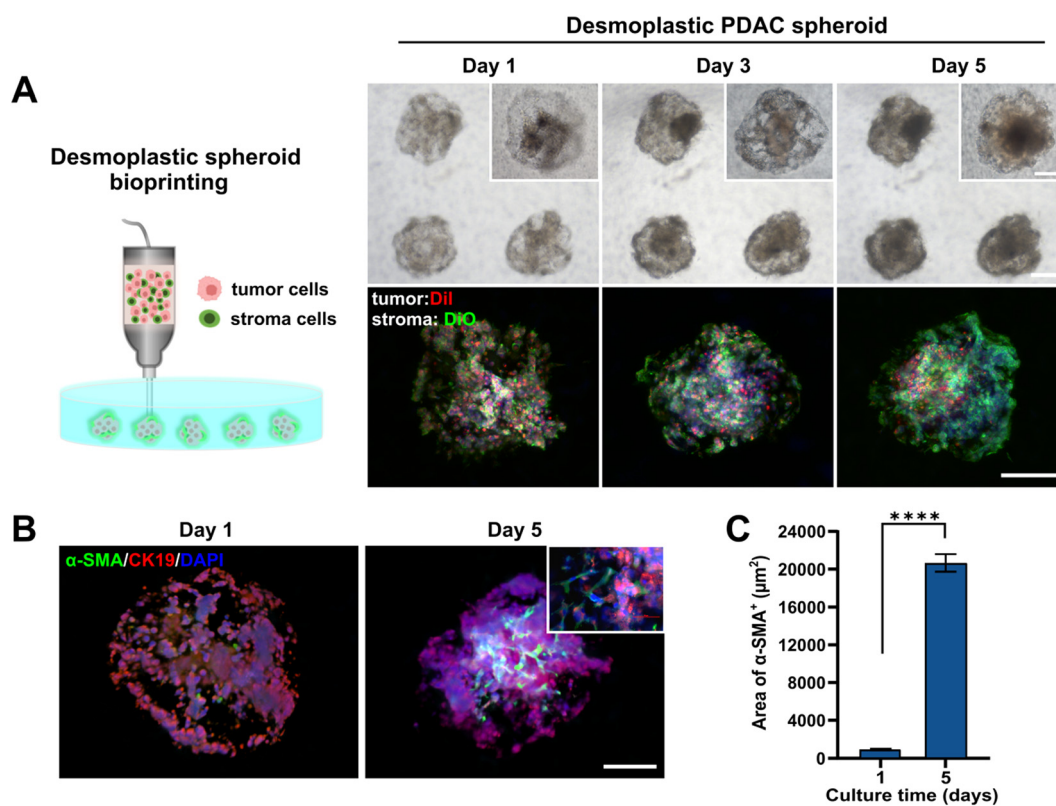 Desmoplastic PDAC spheroid
Day 1
Day 3
Day 5
A
Desmoplastic spheroid
bioprinting
tumor cells
stroma cells
tumor:DiI
stroma: DiO
B
Day 1
Day 5
α-SMA/CK19/DAPI
C
****
Area of α-SMA⁺ (μm²)
24000
20000
16000
12000
8000
4000
0
1
5
Culture time (days)